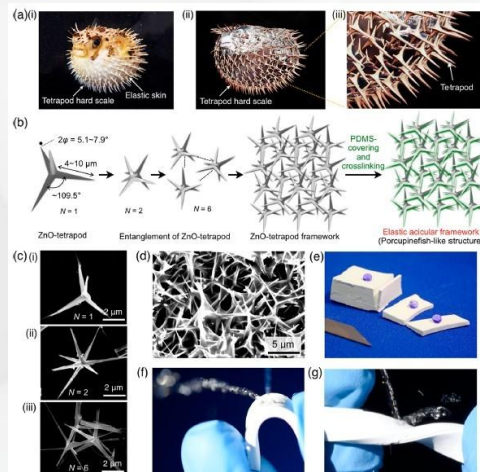 (a)
(i)
Tetrapod hard scale
Elastic skin
(ii)
Tetrapod hard scale
(iii)
Tetrapod
(b)
2φ = 5.1~7.9°
4~10 μm
~109.5°
N = 1
N = 2
N = 6
PDMS-
covering
and
crosslinking
ZnO-tetrapod
Entanglement of ZnO-tetrapod
ZnO-tetrapod framework
Elastic acicular framework
(Porcupinefish-like structure)
(c)
(i)
N = 1
2 μm
(ii)
N = 2
2 μm
(iii)
N = 6
2 μm
(d)
5 μm
(e)
(f)
(g)